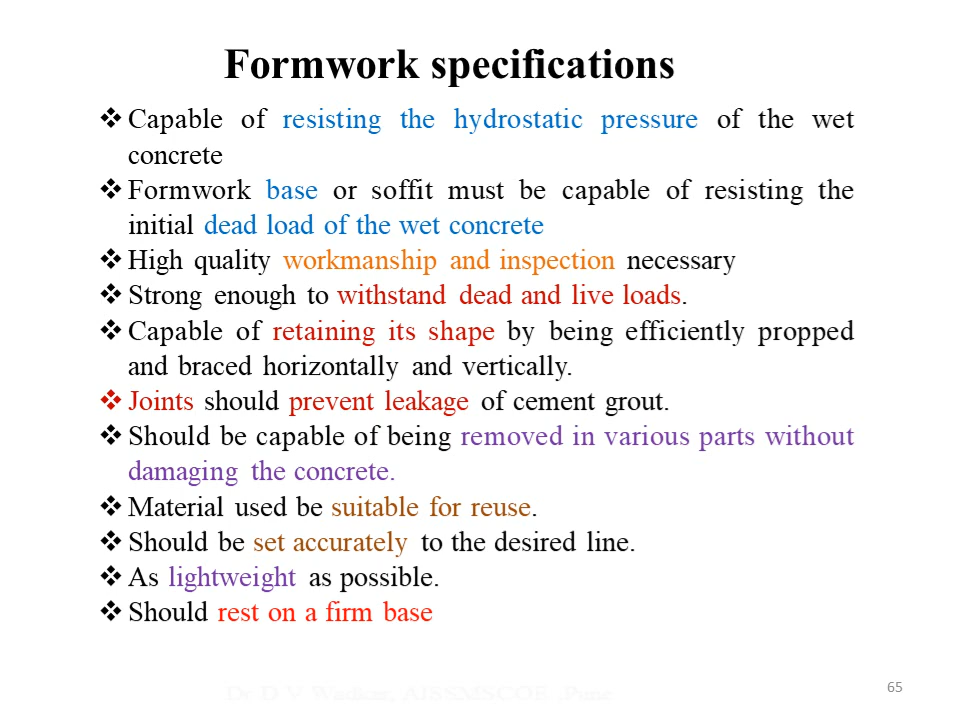 Formwork specifications
❖ Capable of resisting the hydrostatic pressure of the wet
concrete
❖ Formwork base or soffit must be capable of resisting the
initial dead load of the wet concrete
❖ High quality workmanship and inspection necessary
❖ Strong enough to withstand dead and live loads.
❖ Capable of retaining its shape by being efficiently propped
and braced horizontally and vertically.
❖ Joints should prevent leakage of cement grout.
❖ Should be capable of being removed in various parts without
damaging the concrete.
❖ Material used be suitable for reuse.
❖ Should be set accurately to the desired line.
❖ As lightweight as possible.
❖ Should rest on a firm base
Dr D V Wadkar, AISSMSCOE ,Pune
65